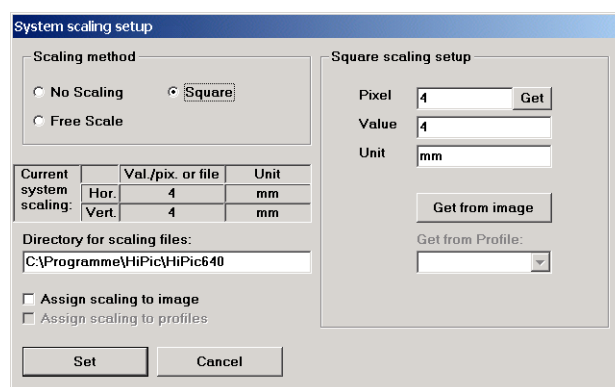 System scaling setup
Scaling method
No Scaling
Square
Free Scale
Current system scaling:
Val./pix. or file
Unit
Hor.
4
mm
Vert.
4
mm
Directory for scaling files:
C:\Programme\HiPic\HiPic640
Assign scaling to image
Assign scaling to profiles
Set
Cancel
Square scaling setup
Pixel
4
Get
Value
4
Unit
mm
Get from image
Get from Profile: